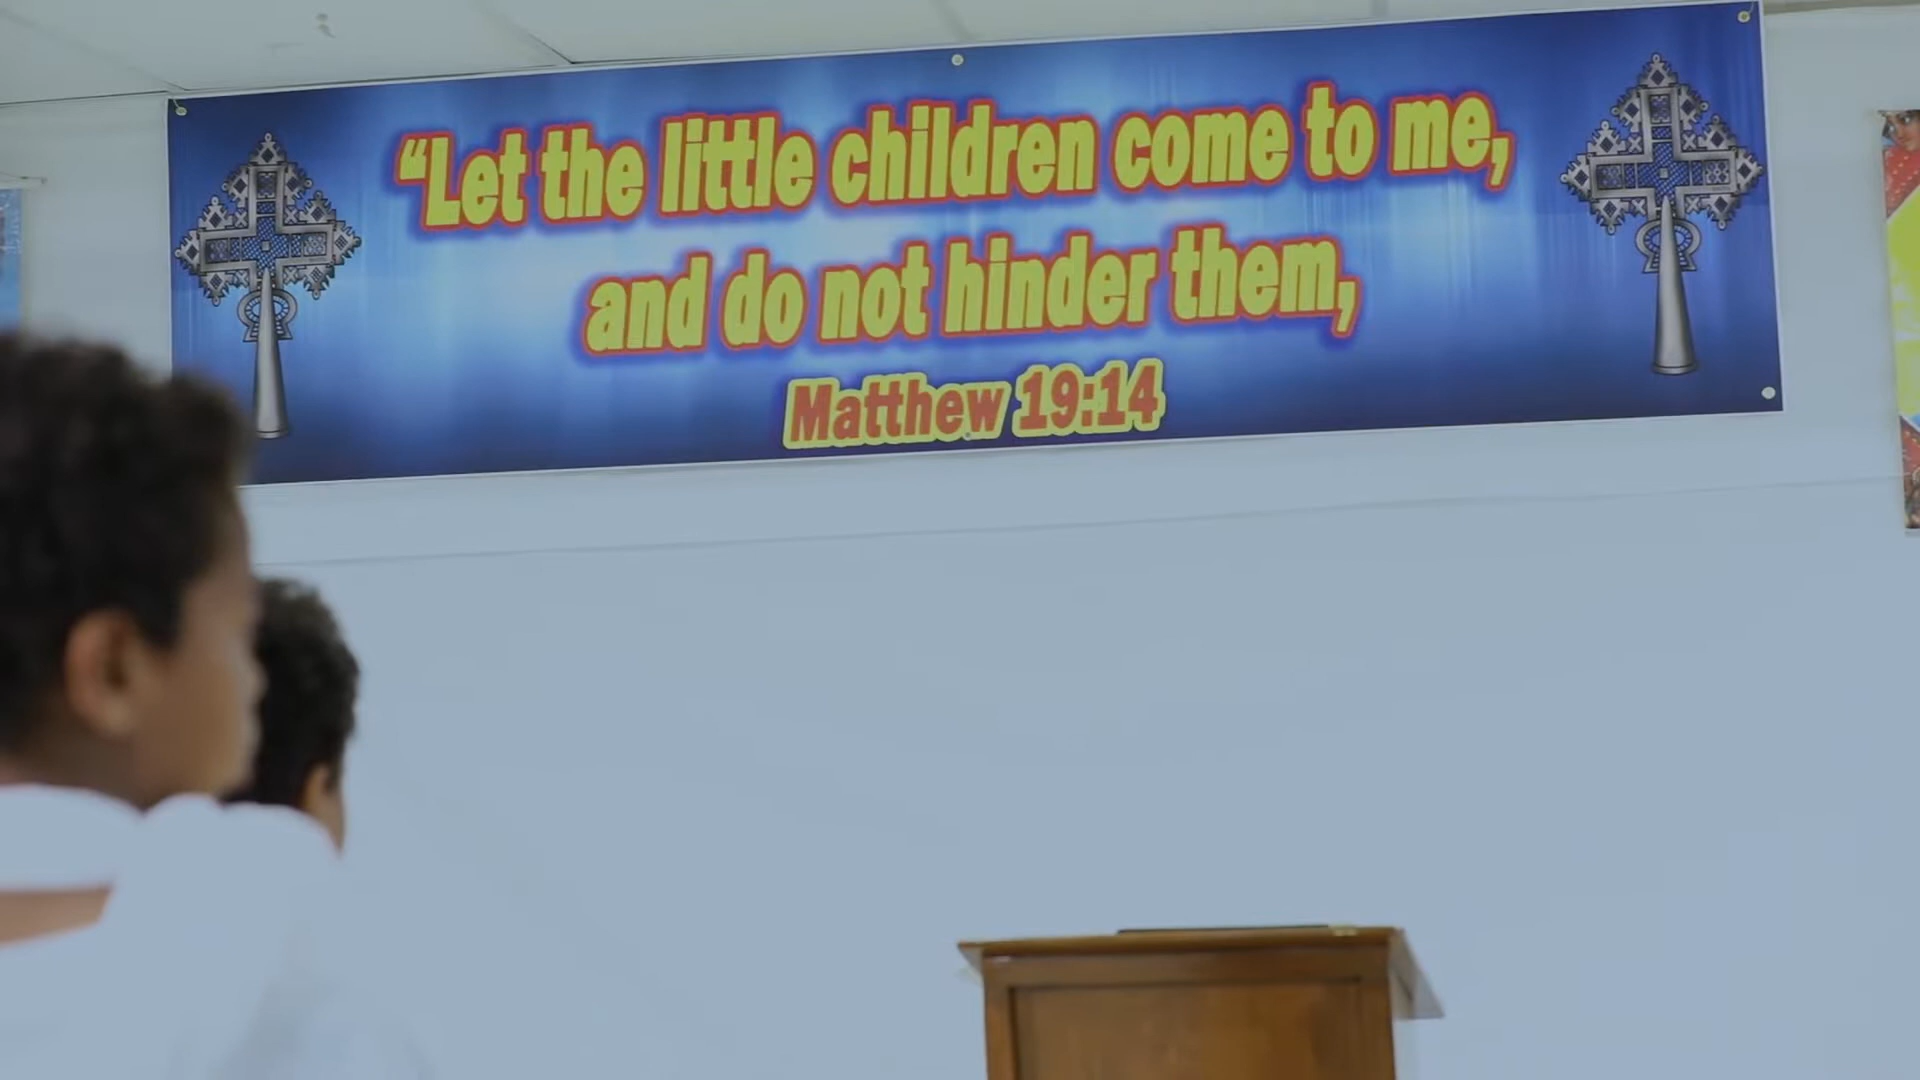 “Let the little children come to me,
and do not hinder them,
Matthew 19:14